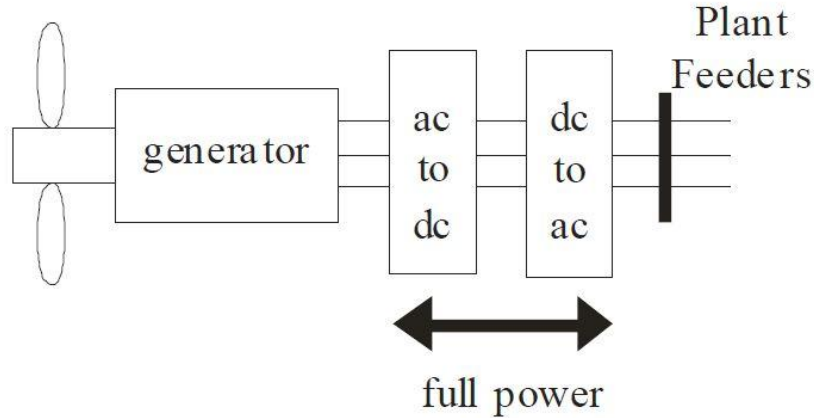 Plant
Feeders
generator
ac
to
dc
dc
to
ac
full power